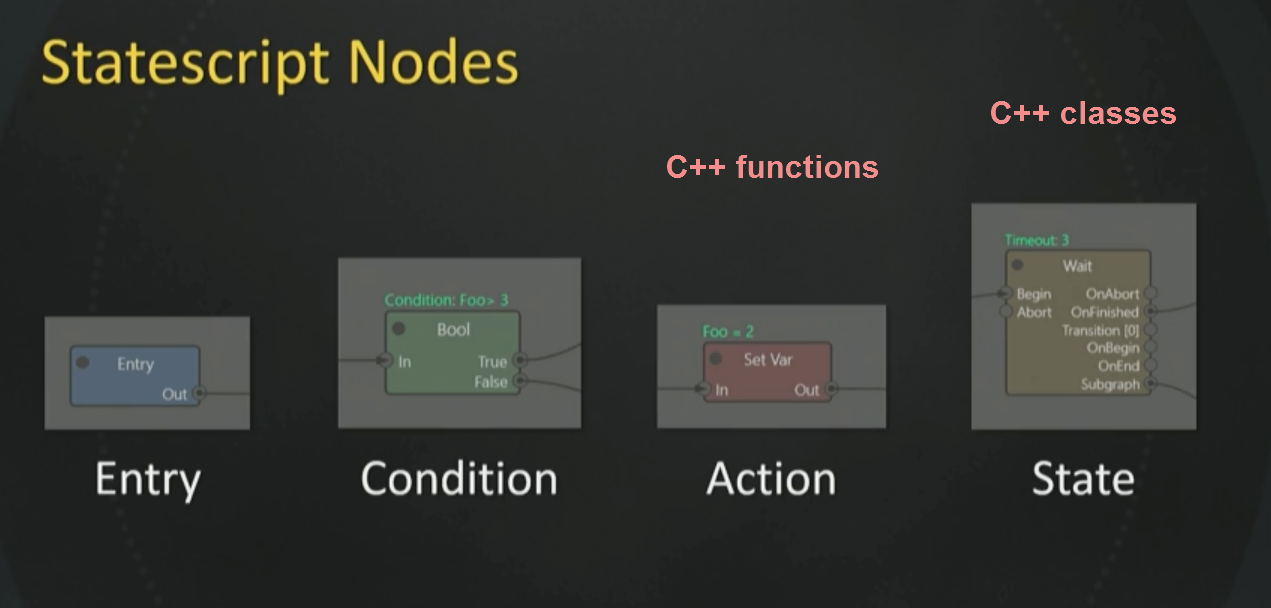 Statescript Nodes
C++ classes
C++ functions
Entry
Out
Condition: Foo> 3
Bool
In
True
False
Foo = 2
Set Var
In
Out
Timeout: 3
Wait
Begin
OnAbort
Abort
OnFinished
Transition [0]
OnBegin
OnEnd
Subgraph
Entry
Condition
Action
State